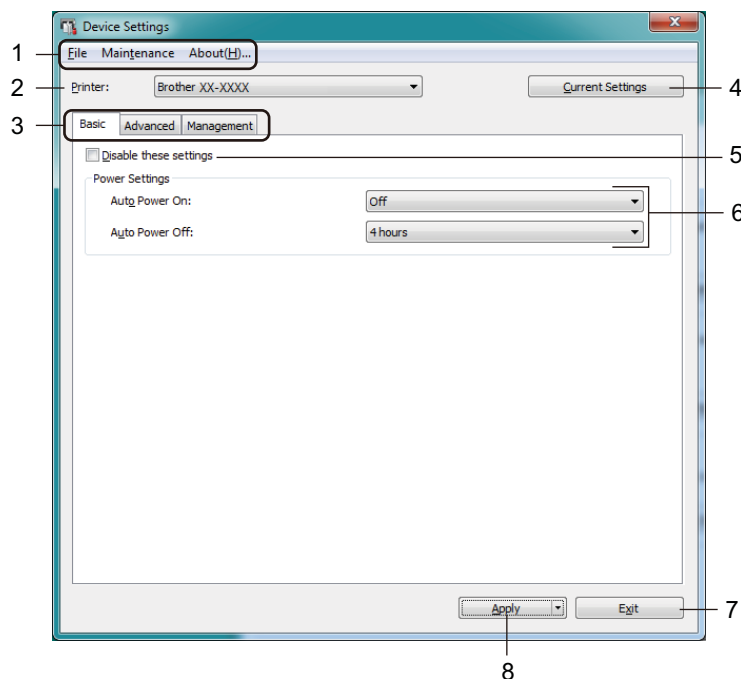 Device Settings
1
File Maintenance About(H)...
2
Printer: Brother XX-XXXX Current Settings
4
3
Basic Advanced Management
Disable these settings
5
Power Settings
Auto Power On: Off
6
Auto Power Off: 4 hours
Apply Exit
7
8